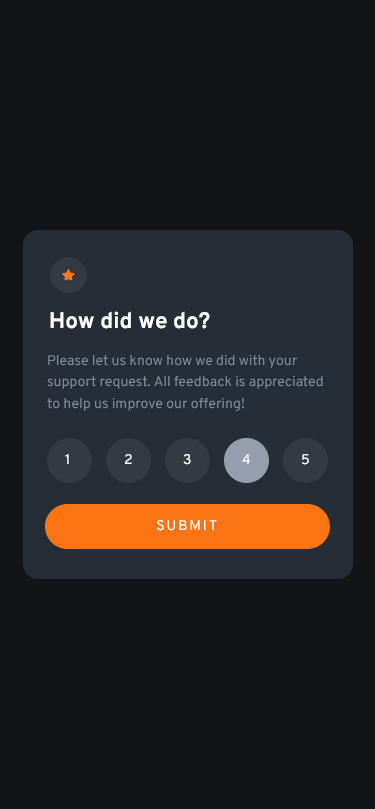 How did we do?
Please let us know how we did with your
support request. All feedback is appreciated
to help us improve our offering!
1 2 3 4 5
SUBMIT